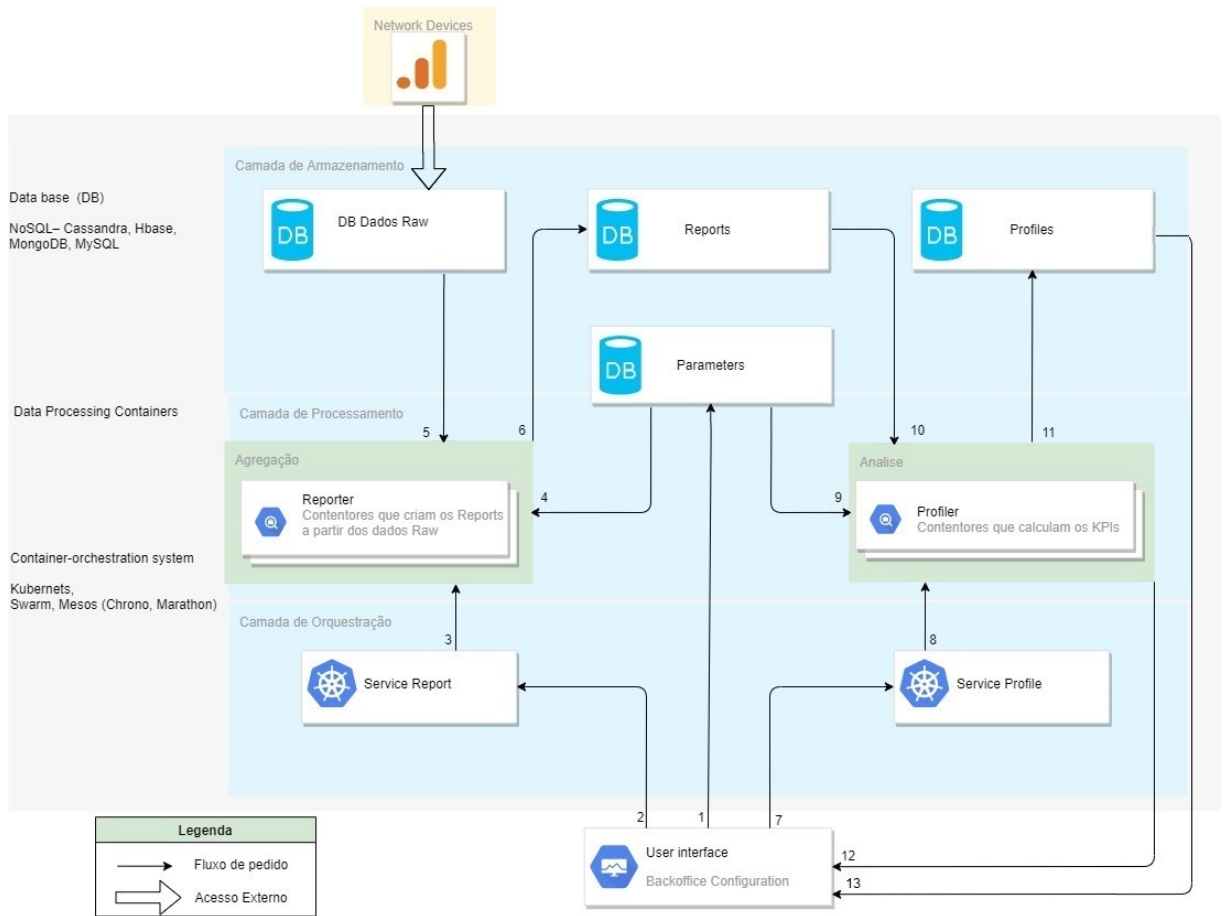 Network Devices
Camada de Armazenamento
Data base (DB)
NoSQL– Cassandra, Hbase,
MongoDB, MySQL
DB
DB Dados Raw
DB
Reports
DB
Profiles
DB
Parameters
Data Processing Containers
Camada de Processamento
5
6
10
11
Agregação
Analise
Reporter
Contentores que criam os Reports
a partir dos dados Raw
4
9
Profiler
Contentores que calculam os KPIs
Container-orchestration system
Kubernets,
Swarm, Mesos (Chrono, Marathon)
Camada de Orquestração
3
8
Service Report
Service Profile
2
1
7
Legenda
Fluxo de pedido
Acesso Externo
User interface
Backoffice Configuration
12
13